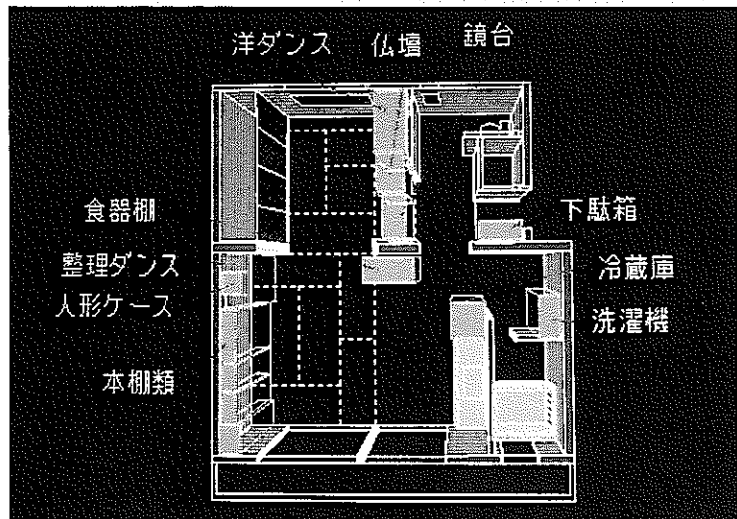 洋ダンス 仏壇 鏡台
食器棚
下駄箱
整理ダンス
冷蔵庫
人形ケース
洗濯機
本棚類